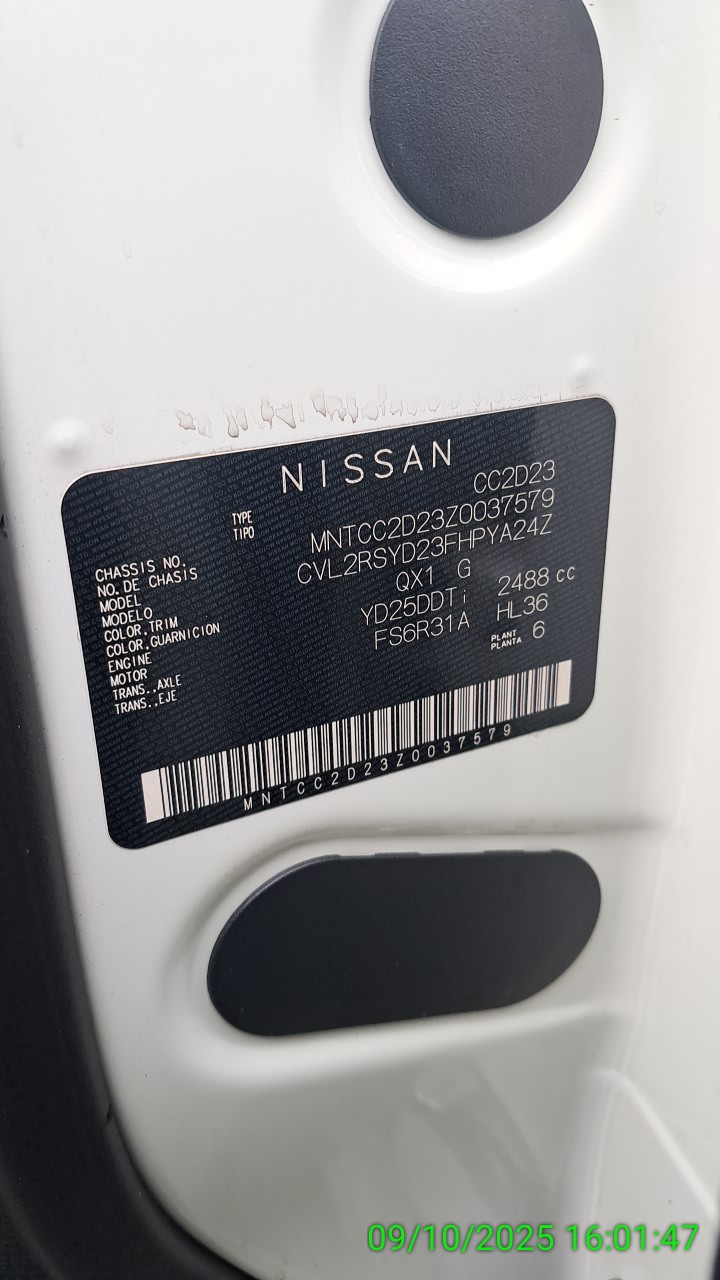 NISSAN
TYPE CC2D23
TIPO
CHASSIS NO. MNTCC2D23Z0037579
NO. DE CHASIS
MODEL CVL2RSYD23FHPYA24Z
MODELO
COLOR,TRIM QX1 G
COLOR,GUARNICION
ENGINE YD25DDTi 2488 cc
MOTOR
TRANS.,AXLE FS6R31A HL36
TRANS.,EJE
PLANT 6
PLANTA
MNTCC2D23Z0037579
09/10/2025 16:01:47